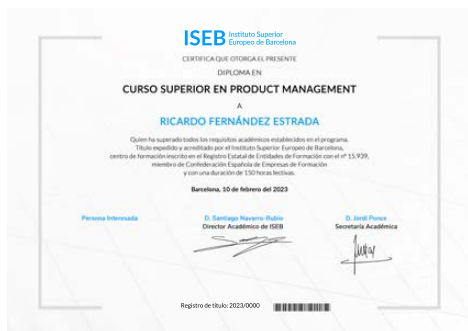 ISEB Instituto Superior
Europeo de Barcelona
CERTIFICA QUE OTORGA EL PRESENTE
DIPLOMA EN
CURSO SUPERIOR EN PRODUCT MANAGEMENT
A
RICARDO FERNÁNDEZ ESTRADA
Quien ha superado todos los requisitos académicos establecidos en el programa.
Título expedido y acreditado por el Instituto Superior Europeo de Barcelona,
centro de formación inscrito en el Registro Estatal de Entidades de Formación con el nº 15.939,
miembro de Confederación Española de Empresas de Formación
y con una duración de 150 horas lectivas.
Barcelona, 10 de febrero del 2023
Persona Interesada
D. Santiago Navarro-Rubio
Director Académico de ISEB
D. Jordi Ponce
Secretaría Académica
Registro de título: 2023/0000